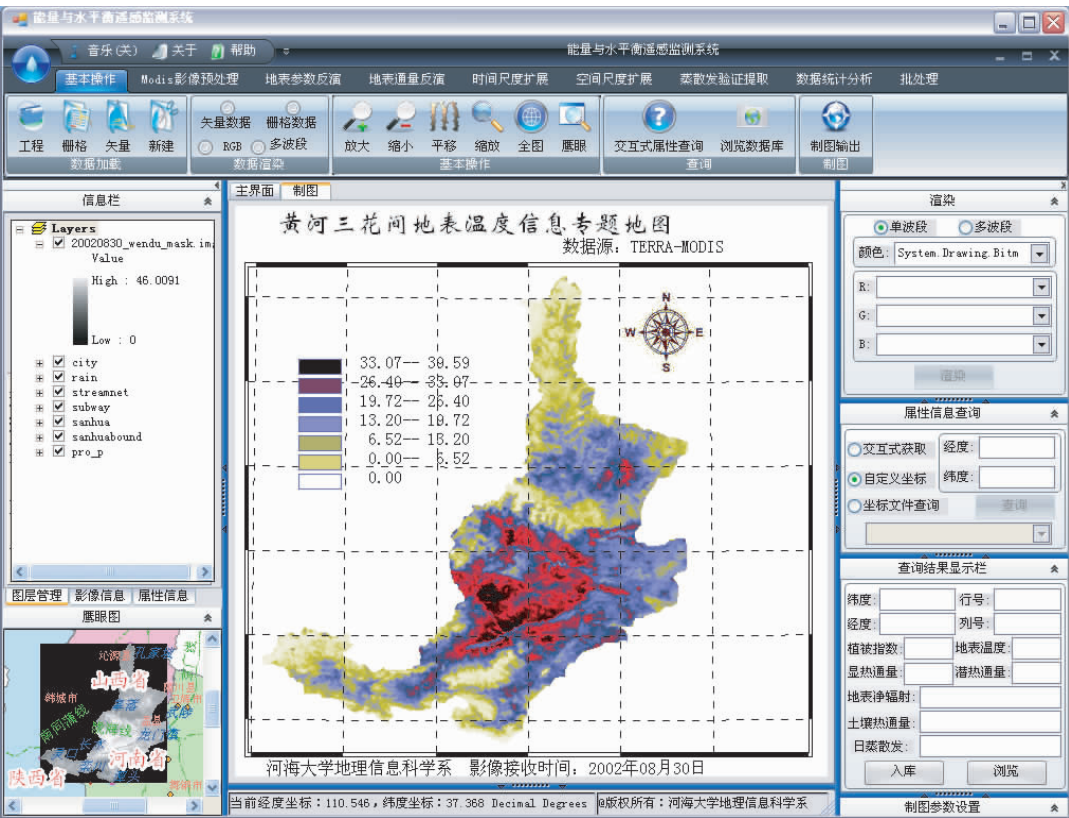 能量与水平衡遥感监测系统
音乐(关) 关于 帮助
能量与水平衡遥感监测系统
基本操作 Modis影像预处理 地表参数反演 地表通量反演 时间尺度扩展 空间尺度扩展 蒸散发验证提取 数据统计分析 批处理
矢量数据 栅格数据
RGB 多波段
工程 栅格 矢量 新建
放大 缩小 平移 缩放 全图 鹰眼
交互式属性查询 浏览数据库
制图输出
数据加载 数据渲染 基本操作 查询 制图
信息栏
Layers
20020830_wendu_mask.im
Value
High : 46.0091
Low : 0
city
rain
streamnet
subway
sanhua
sanhuabound
pro_p
图层管理 影像信息 属性信息
鹰眼图
山西省
韩城市
河南省
陕西省
主界面 制图
黄河三花间地表温度信息专题地图
数据源: TERRA-MODIS
N
W E
S
33.07-- 39.59
26.40-- 33.07
19.72-- 26.40
13.20-- 19.72
6.52-- 13.20
0.00-- 6.52
0.00
河海大学地理信息科学系 影像接收时间: 2002年08月30日
当前经度坐标:110.546,纬度坐标:37.368 Decimal Degrees
@版权所有:河海大学地理信息科学系
渲染
单波段 多波段
颜色: System.Drawing.Bitm
R:
G:
B:
渲染
属性信息查询
交互式获取 经度:
自定义坐标 纬度:
坐标文件查询 查询
查询结果显示栏
纬度: 行号:
经度: 列号:
植被指数: 地表温度:
显热通量: 潜热通量:
地表净辐射:
土壤热通量:
日蒸散发:
入库 浏览
制图参数设置